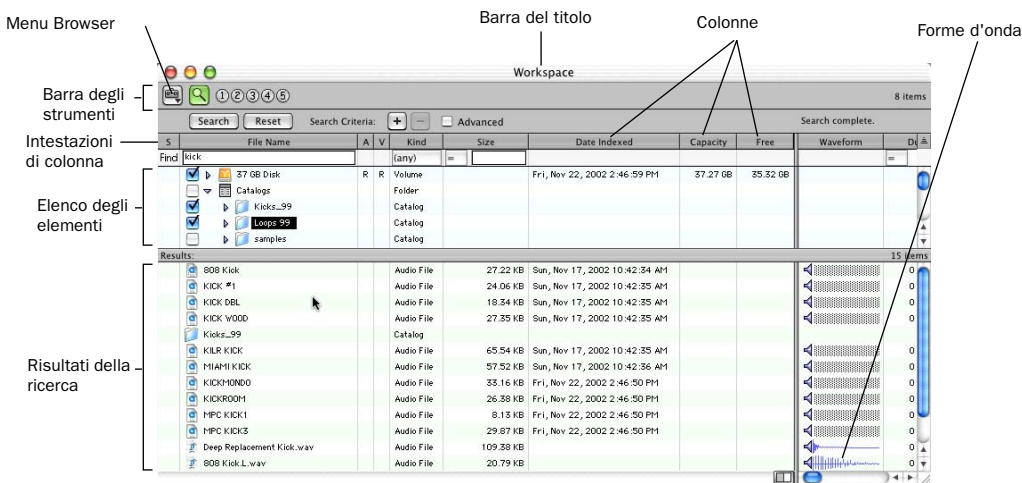 Menu Browser
Barra del titolo
Colonne
Forme d'onda
Workspace
Barra degli strumenti
①②③④⑤
8 items
Search Reset Search Criteria: + − Advanced Search complete.
Intestazioni di colonna
S File Name A V Kind Size Date Indexed Capacity Free Waveform Du
Find kick (any) = =
Elenco degli elementi
37 GB Disk R R Volume Fri, Nov 22, 2002 2:46:59 PM 37.27 GB 35.32 GB
Catalogs Folder
Kicks_99 Catalog
Loops 99 Catalog
samples Catalog
Results: 15 items
Risultati della ricerca
808 Kick Audio File 27.22 KB Sun, Nov 17, 2002 10:42:34 AM 0
KICK #1 Audio File 24.06 KB Sun, Nov 17, 2002 10:42:35 AM 0
KICK DBL Audio File 18.34 KB Sun, Nov 17, 2002 10:42:35 AM 0
KICK WOOD Audio File 27.35 KB Sun, Nov 17, 2002 10:42:35 AM 0
Kicks_99 Catalog
KILR KICK Audio File 65.54 KB Sun, Nov 17, 2002 10:42:35 AM 0
MIAMI KICK Audio File 57.52 KB Sun, Nov 17, 2002 10:42:36 AM 0
KICKMONDO Audio File 33.16 KB Fri, Nov 22, 2002 2:46:50 PM 0
KICKROOM Audio File 26.38 KB Fri, Nov 22, 2002 2:46:50 PM 0
MPC KICK1 Audio File 8.13 KB Fri, Nov 22, 2002 2:46:50 PM 0
MPC KICK3 Audio File 29.87 KB Fri, Nov 22, 2002 2:46:50 PM 0
Deep Replacement Kick.wav Audio File 109.38 KB 0
808 Kick.L.wav Audio File 20.79 KB 0